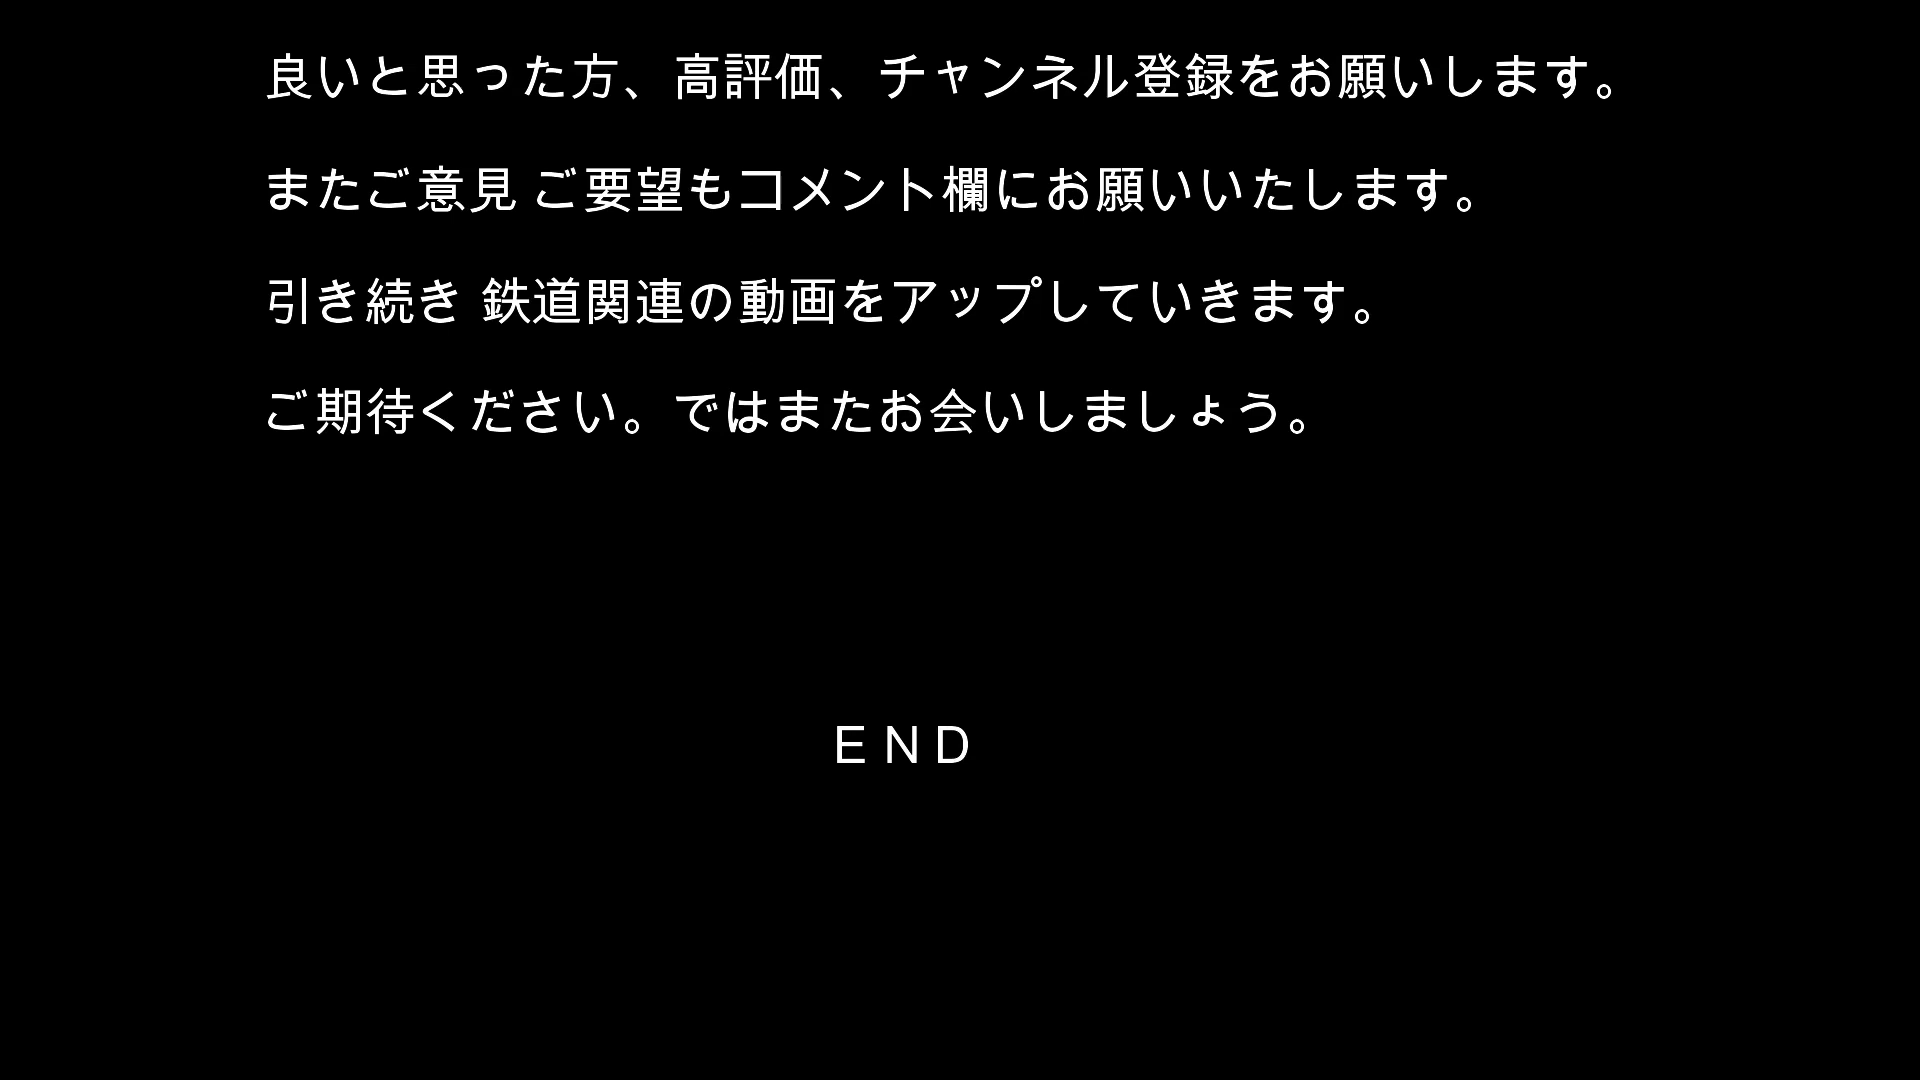 良いと思った方、高評価、チャンネル登録をお願いします。
またご意見 ご要望もコメント欄にお願いいたします。
引き続き 鉄道関連の動画をアップしていきます。
ご期待ください。ではまたお会いしましょう。
ＥＮＤ